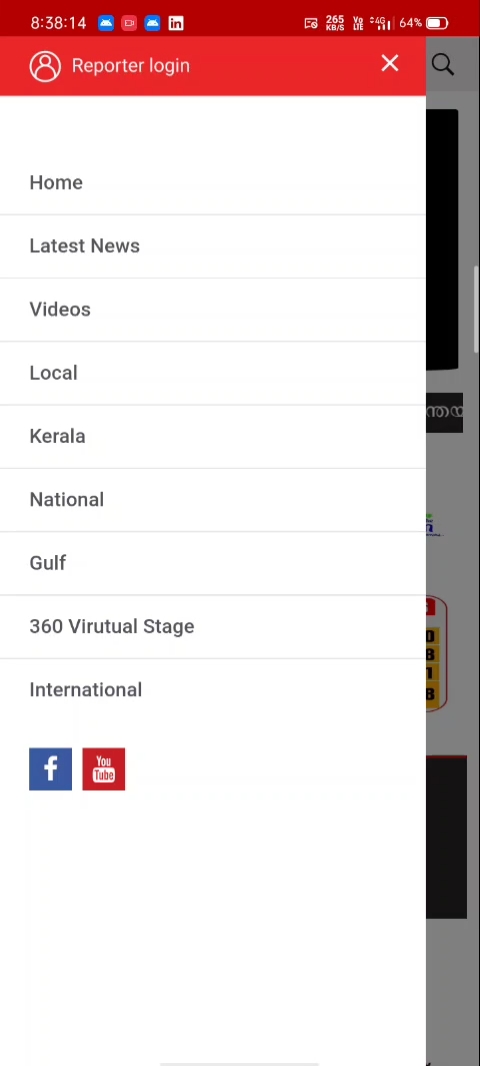 8:38:14 in 265 KB/S Vo LTE 4G 64%
Reporter login
Home
Latest News
Videos
Local
Kerala
National
Gulf
360 Virutual Stage
International
f You Tube